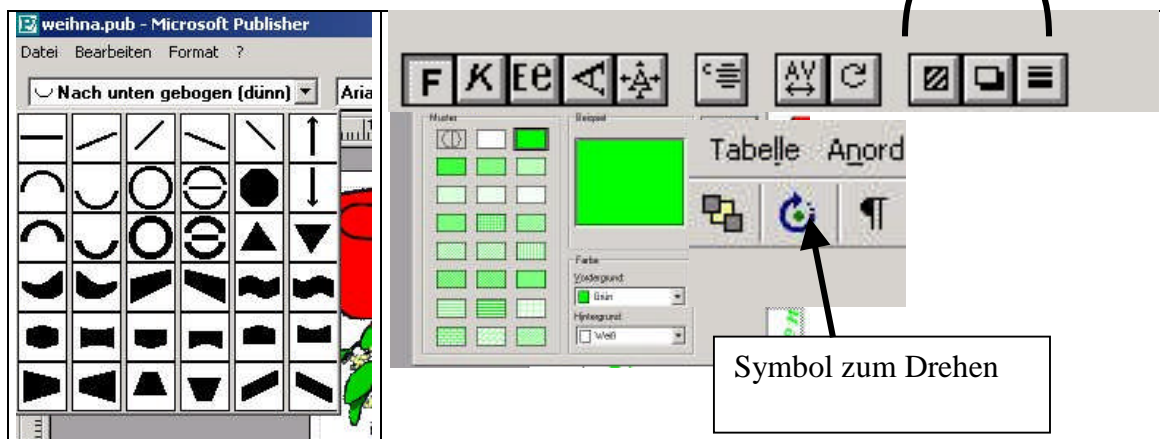 weihna.pub - Microsoft Publisher
Datei Bearbeiten Format ?
Nach unten gebogen (dünn)
Aria
F K Ee A A
C AV
Muster
Beispiel
Tabelle Anord
¶
Farbe
Vordergrund:
Grün
Hintergrund:
Weiß
Symbol zum Drehen